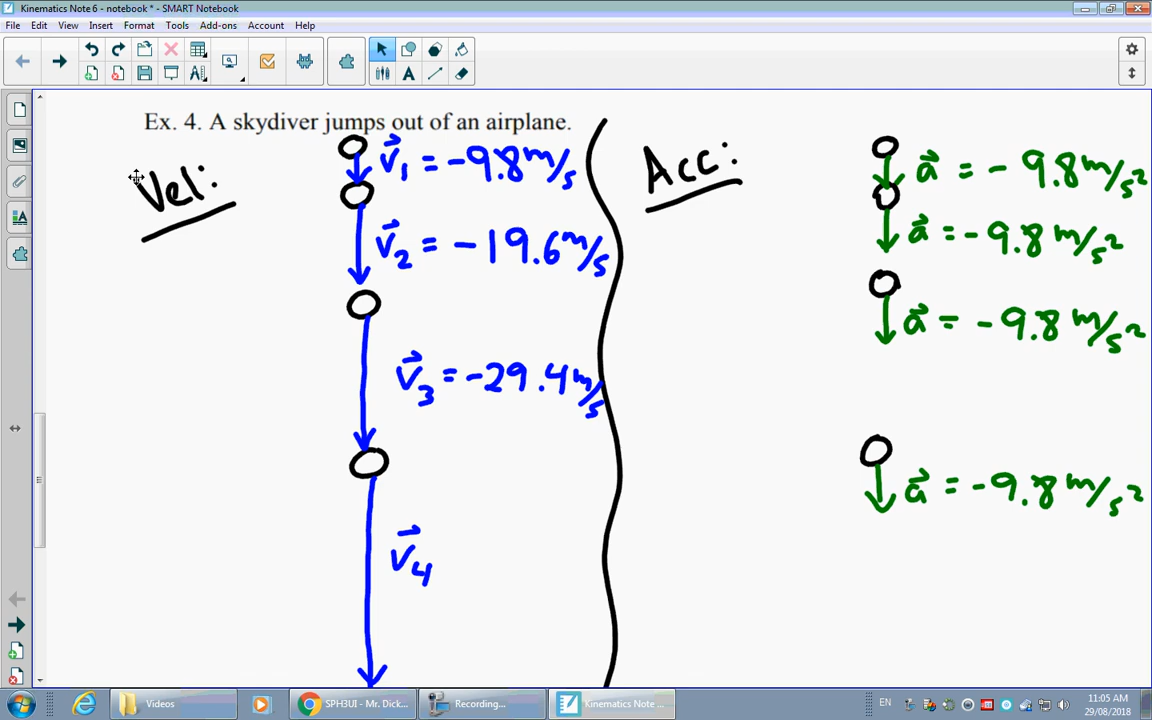 Kinematics Note 6 - notebook * - SMART Notebook
File Edit View Insert Format Tools Add-ons Account Help
Ex. 4. A skydiver jumps out of an airplane.
Vel:
v⃗₁ = -9.8 m/s
v⃗₂ = -19.6 m/s
v⃗₃ = -29.4 m/s
v⃗₄
Acc:
a⃗ = -9.8 m/s²
a⃗ = -9.8 m/s²
a⃗ = -9.8 m/s²
a⃗ = -9.8 m/s²
Videos SPH3UI - Mr. Dick... Recording... Kinematics Note ... EN 11:05 AM
29/08/2018